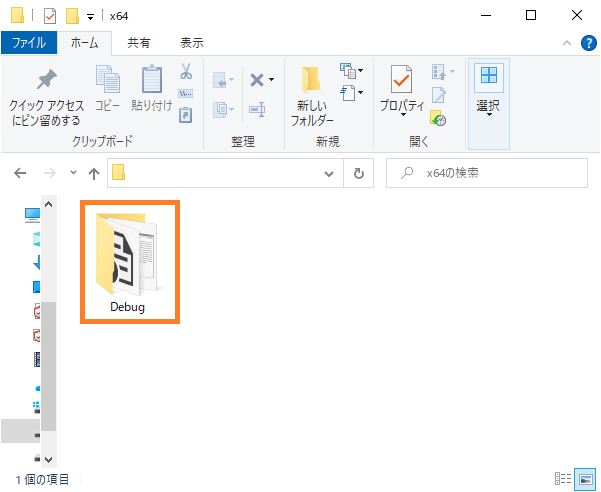 x64
ファイル ホーム 共有 表示
クイック アクセス
にピン留めする
コピー
貼り付け
クリップボード
整理
新しい
フォルダー
新規
プロパティ
開く
選択
x64の検索
Debug
1 個の項目